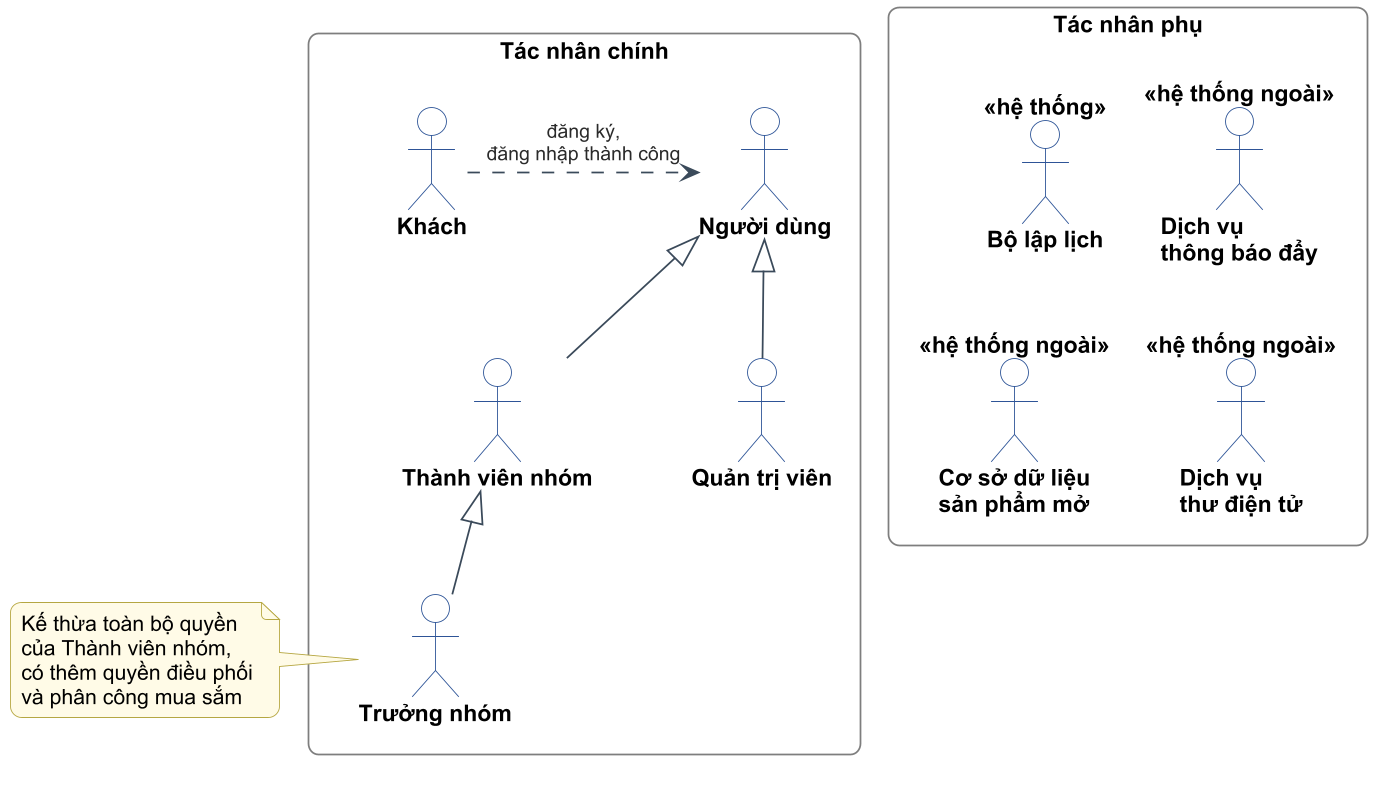 Tác nhân chính
Khách
đăng ký,
đăng nhập thành công
Người dùng
Thành viên nhóm
Quản trị viên
Trưởng nhóm
Kế thừa toàn bộ quyền
của Thành viên nhóm,
có thêm quyền điều phối
và phân công mua sắm
Tác nhân phụ
«hệ thống»
Bộ lập lịch
«hệ thống ngoài»
Dịch vụ
thông báo đẩy
«hệ thống ngoài»
Cơ sở dữ liệu
sản phẩm mở
«hệ thống ngoài»
Dịch vụ
thư điện tử